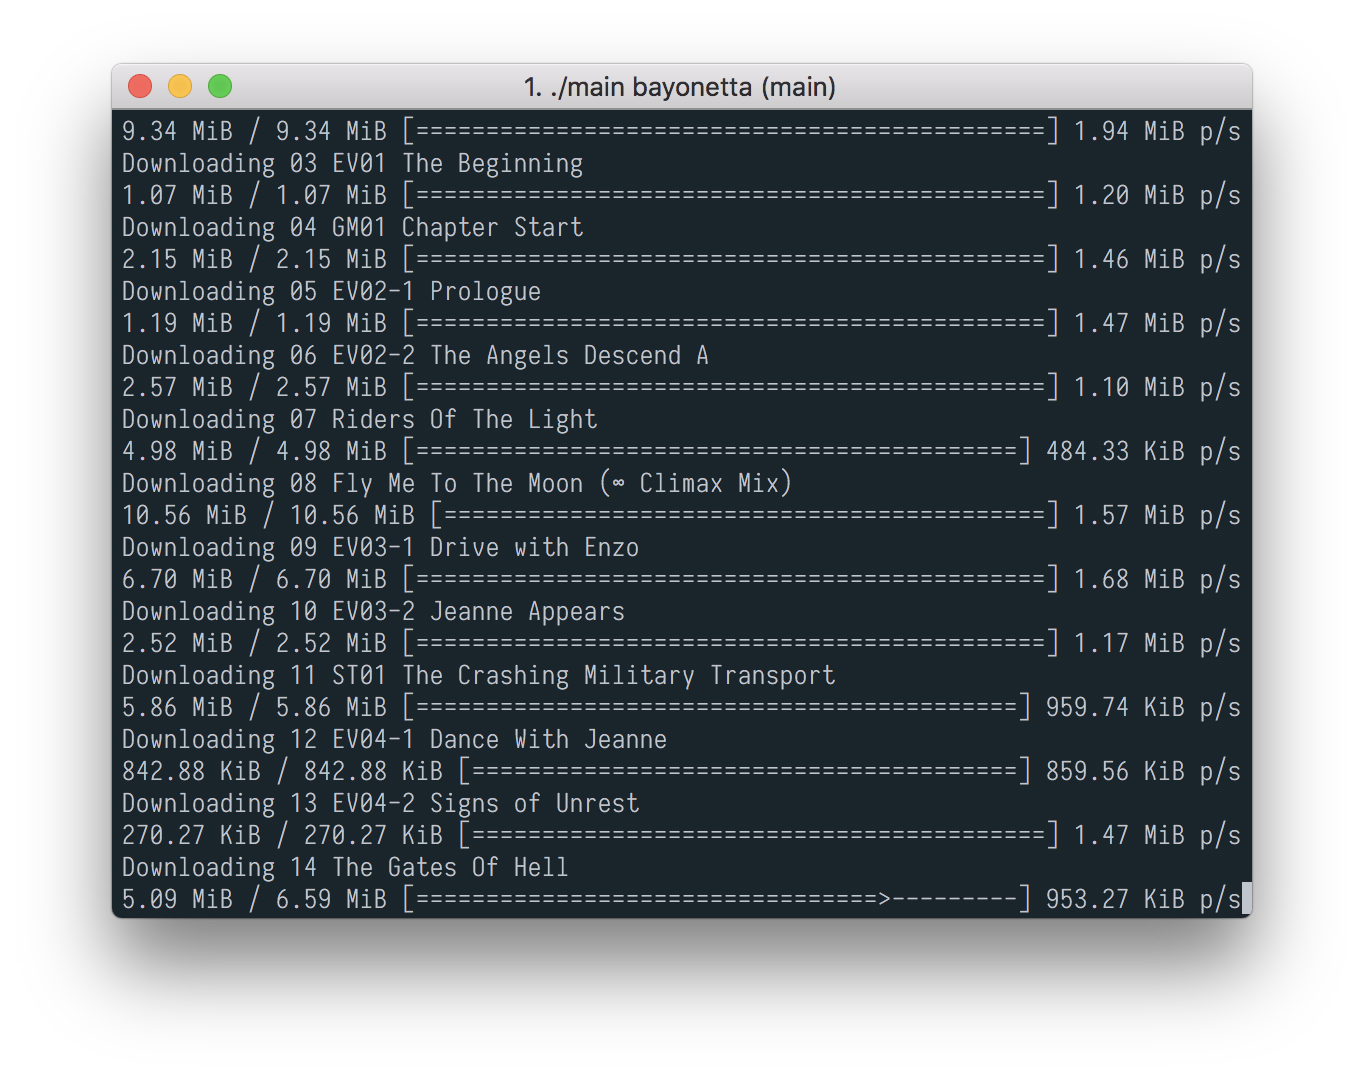 1. ./main bayonetta (main)
9.34 MiB / 9.34 MiB [=============================================] 1.94 MiB p/s
Downloading 03 EV01 The Beginning
1.07 MiB / 1.07 MiB [=============================================] 1.20 MiB p/s
Downloading 04 GM01 Chapter Start
2.15 MiB / 2.15 MiB [=============================================] 1.46 MiB p/s
Downloading 05 EV02-1 Prologue
1.19 MiB / 1.19 MiB [=============================================] 1.47 MiB p/s
Downloading 06 EV02-2 The Angels Descend A
2.57 MiB / 2.57 MiB [=============================================] 1.10 MiB p/s
Downloading 07 Riders Of The Light
4.98 MiB / 4.98 MiB [===========================================] 484.33 KiB p/s
Downloading 08 Fly Me To The Moon (∞ Climax Mix)
10.56 MiB / 10.56 MiB [===========================================] 1.57 MiB p/s
Downloading 09 EV03-1 Drive with Enzo
6.70 MiB / 6.70 MiB [=============================================] 1.68 MiB p/s
Downloading 10 EV03-2 Jeanne Appears
2.52 MiB / 2.52 MiB [=============================================] 1.17 MiB p/s
Downloading 11 ST01 The Crashing Military Transport
5.86 MiB / 5.86 MiB [===========================================] 959.74 KiB p/s
Downloading 12 EV04-1 Dance With Jeanne
842.88 KiB / 842.88 KiB [=======================================] 859.56 KiB p/s
Downloading 13 EV04-2 Signs of Unrest
270.27 KiB / 270.27 KiB [=========================================] 1.47 MiB p/s
Downloading 14 The Gates Of Hell
5.09 MiB / 6.59 MiB [=================================>---------] 953.27 KiB p/s